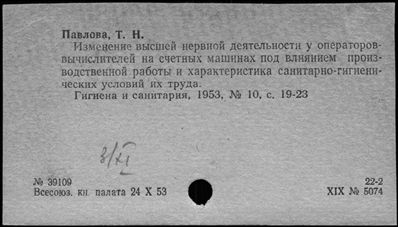 Павлова, Т. Н.
Изменение высшей нервной деятельности у операторов-
вычислителей на счетных машинах под влиянием произ-
водственной работы и характеристика санитарно-гигиени-
ческих условий их труда.
Гигиена и санитария, 1953, № 10, с. 19-23
3/XI
№ 39109
22-2
Всесоюз. кн. палата 24 X 53
XIX № 5074